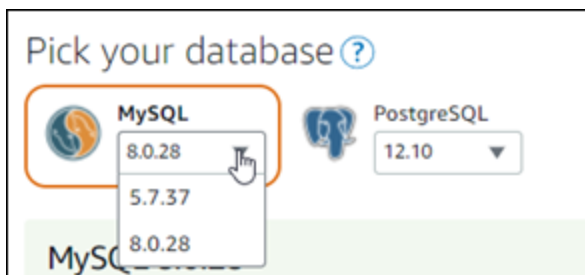 Pick your database ?
MySQL
8.0.28
5.7.37
8.0.28
PostgreSQL
12.10